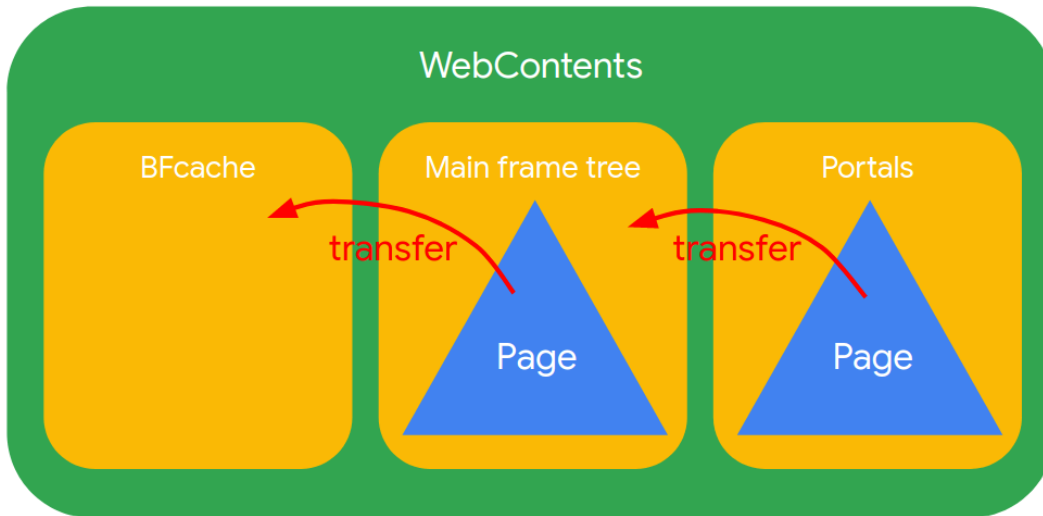 WebContents
BFcache
Main frame tree
Portals
transfer
transfer
Page
Page